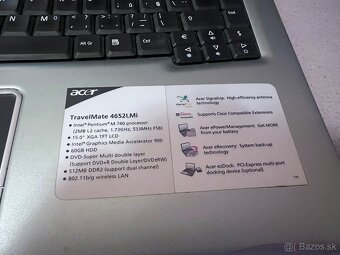 acer
TravelMate 4652LMi
• Intel® Pentium® M 740 processor
(2MB L2 cache, 1.73GHz, 533MHz FSB)
• 15.0" XGA TFT LCD
• Intel® Graphics Media Accelerator 900
• 60GB HDD
• DVD-Super Multi double layer
(Support DVD±R Double Layer/DVD±RW)
• 512MB DDR2 (support dual channel)
• 802.11b/g wireless LAN
Acer SignalUp: High-efficiency antenna
technology
Supports Cisco Compatible Extensions
Acer ePowerManagement: Get MORE
from your battery
Acer eRecovery: System back-up
technology
Acer ezDock: PCI-Express multi-port
docking device (optional)
© bazos.sk